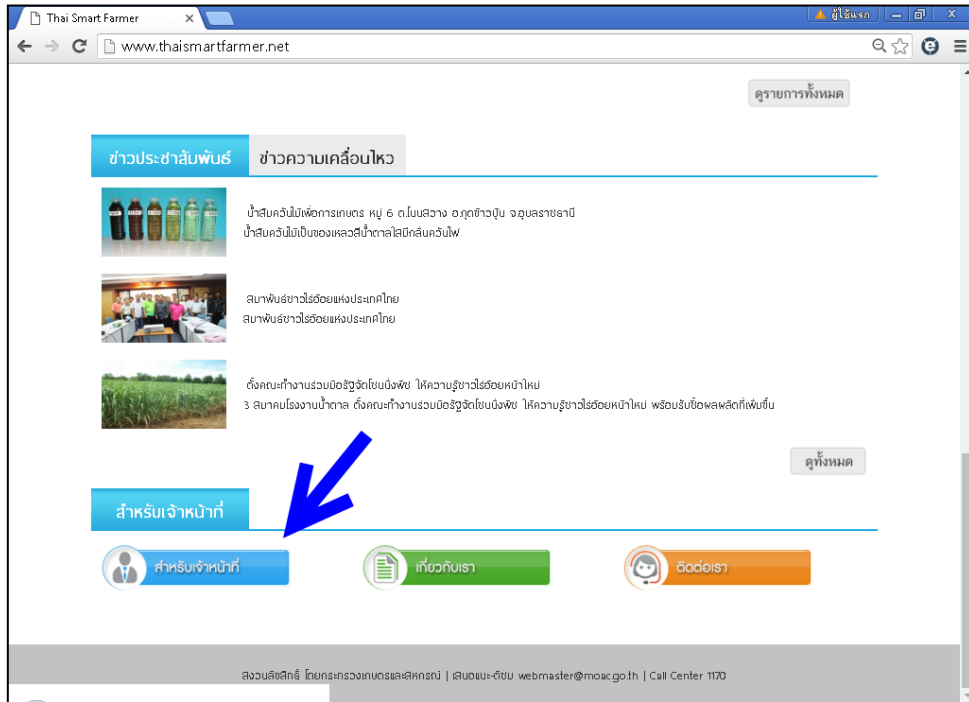 Thai Smart Farmer
ผู้ใช้แรก
www.thaismartfarmer.net
ดูรายการทั้งหมด
ข่าวประชาสัมพันธ์ ข่าวความเคลื่อนไหว
น้ำส้มควันไม้เพื่อการเกษตร หมู่ 6 ต.โนนสวาง อ.กุดข้าวปุ้น จ.อุบลราชธานี
น้ำส้มควันไม้เป็นของเหลวสีน้ำตาลใสมีกลิ่นควันไฟ
สมาพันธ์ชาวไร่อ้อยแห่งประเทศไทย
สมาพันธ์ชาวไร่อ้อยแห่งประเทศไทย
ตั้งคณะทำงานร่วมมือรัฐจัดโซนนิ่งพืช ให้ความรู้ชาวไร่อ้อยหน้าใหม่
3 สมาคมโรงงานน้ำตาล ตั้งคณะทำงานร่วมมือรัฐจัดโซนนิ่งพืช ให้ความรู้ชาวไร่อ้อยหน้าใหม่ พร้อมรับซื้อผลผลิตที่เพิ่มขึ้น
ดูทั้งหมด
สำหรับเจ้าหน้าที่
สำหรับเจ้าหน้าที่ เกี่ยวกับเรา ติดต่อเรา
สงวนลิขสิทธิ์ โดยกระทรวงเกษตรและสหกรณ์ | เสนอแนะ-ติชม webmaster@moac.go.th | Call Center 1170